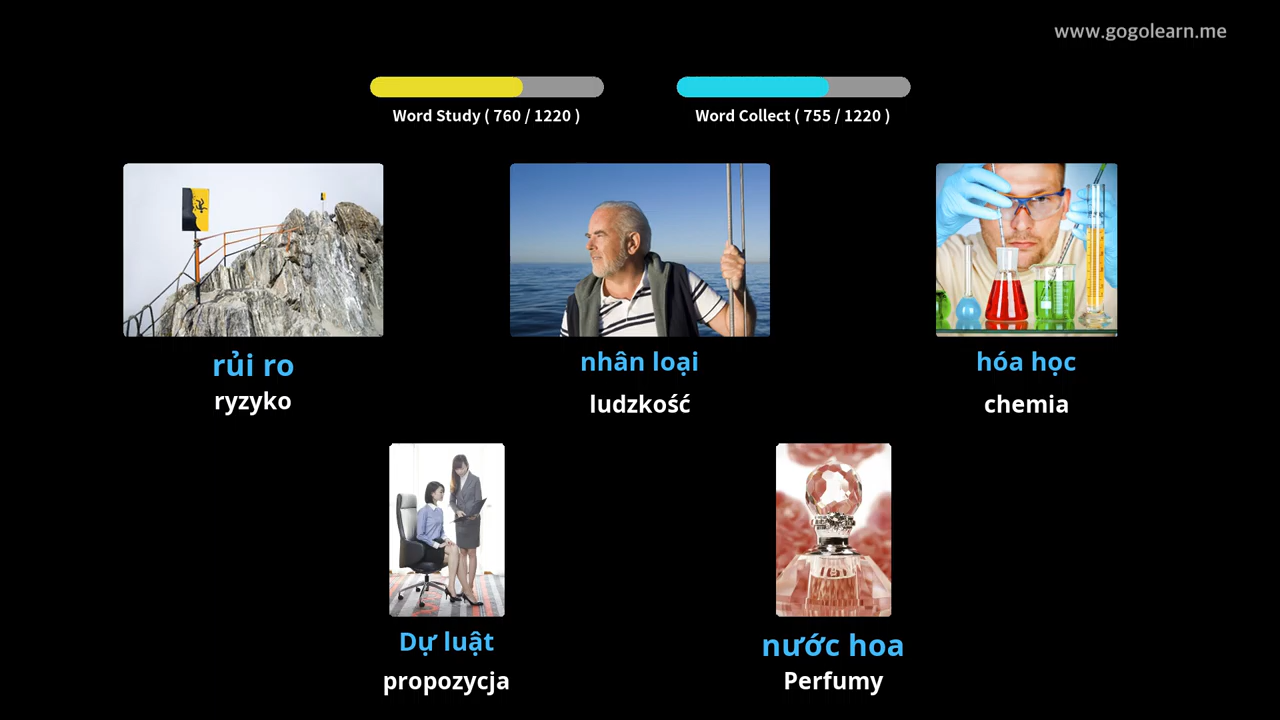 www.gogolearn.me
Word Study ( 760 / 1220 )
Word Collect ( 755 / 1220 )
rủi ro
ryzyko
nhân loại
ludzkość
hóa học
chemia
Dự luật
propozycja
nước hoa
Perfumy